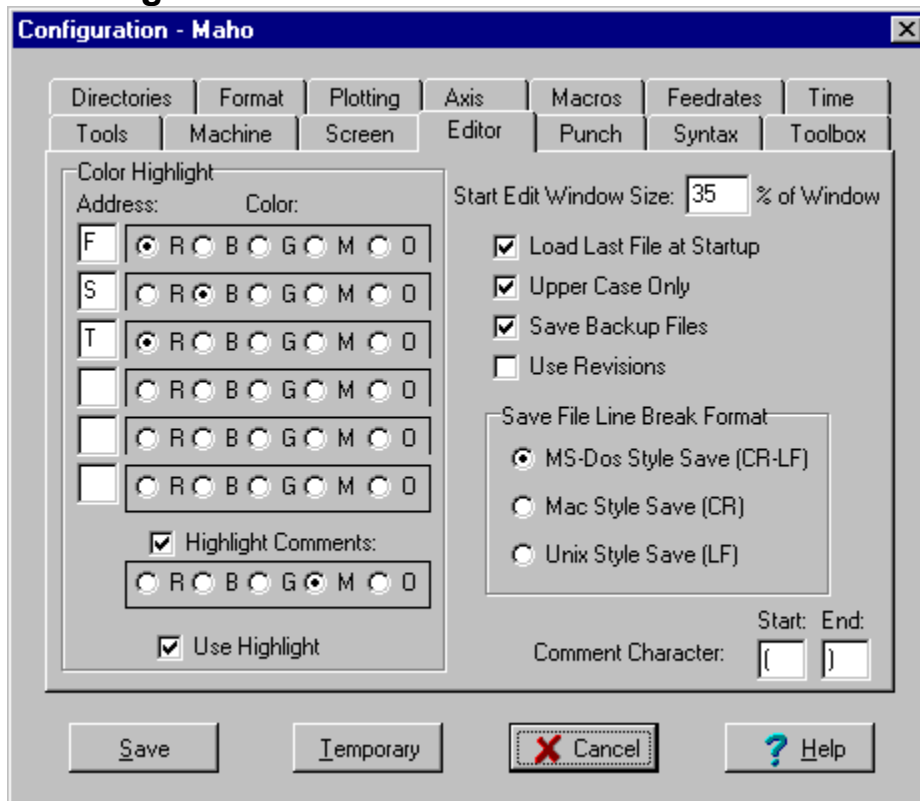 Configuration - Maho
Directories Format Plotting Axis Macros Feedrates Time
Tools Machine Screen Editor Punch Syntax Toolbox
Color Highlight
Address: Color:
F R B G M O
S R B G M O
T R B G M O
R B G M O
R B G M O
R B G M O
Highlight Comments:
R B G M O
Use Highlight
Start Edit Window Size: 35 % of Window
Load Last File at Startup
Upper Case Only
Save Backup Files
Use Revisions
Save File Line Break Format
MS-Dos Style Save (CR-LF)
Mac Style Save (CR)
Unix Style Save (LF)
Start: End:
Comment Character: ( )
Save Temporary Cancel Help